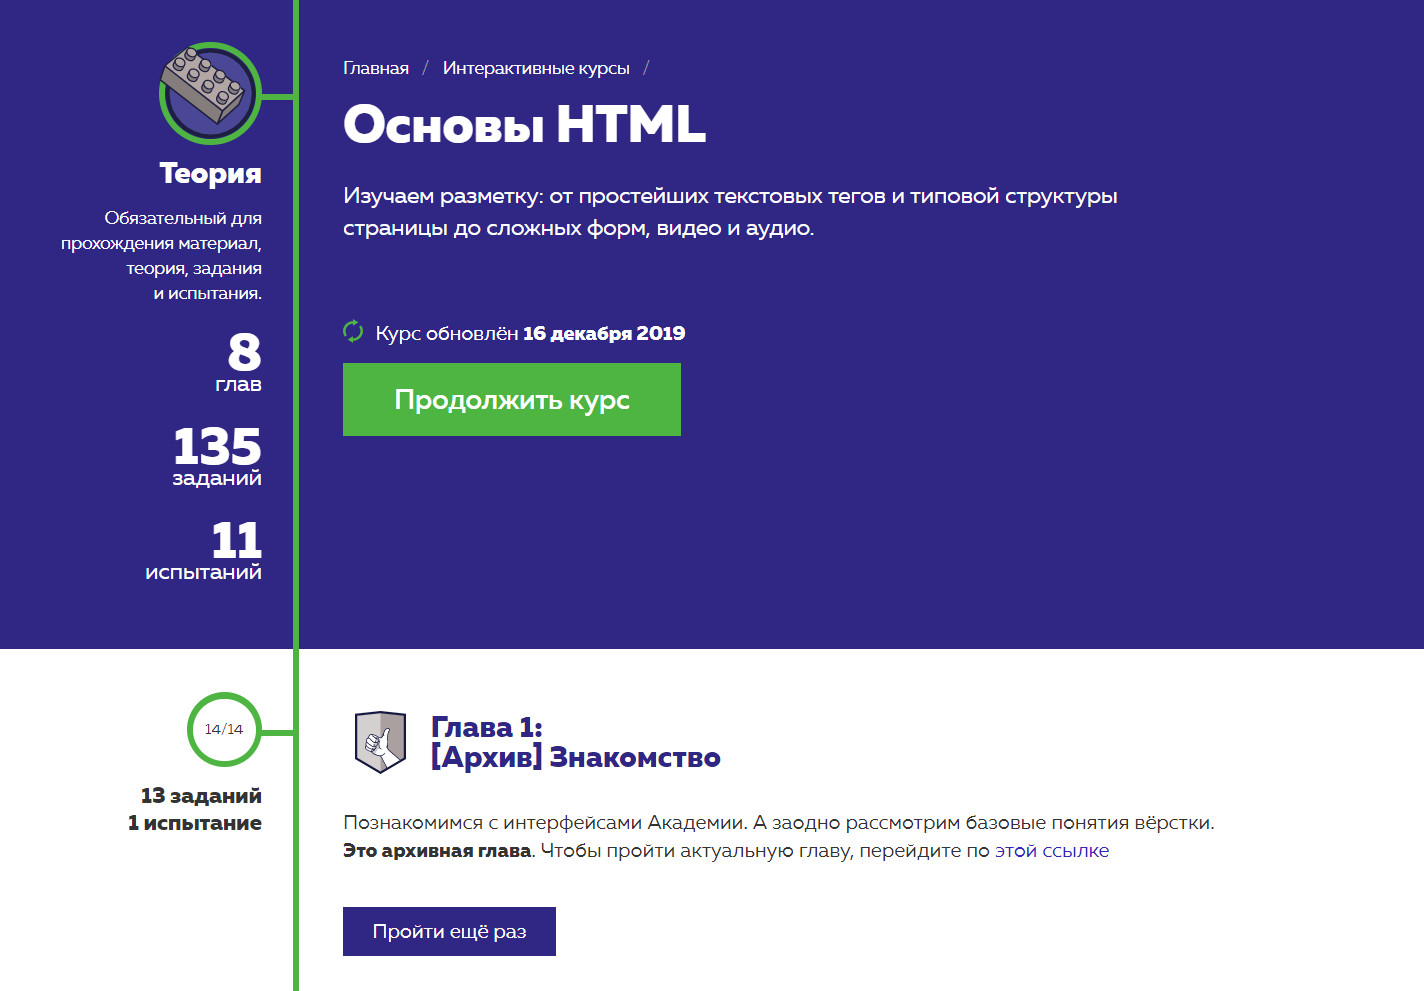 Теория
Обязательный для
прохождения материал,
теория, задания
и испытания.
8
глав
135
заданий
11
испытаний
Главная / Интерактивные курсы /
Основы HTML
Изучаем разметку: от простейших текстовых тегов и типовой структуры
страницы до сложных форм, видео и аудио.
Курс обновлён 16 декабря 2019
Продолжить курс
14/14
13 заданий
1 испытание
Глава 1:
[Архив] Знакомство
Познакомимся с интерфейсами Академии. А заодно рассмотрим базовые понятия вёрстки.
Это архивная глава. Чтобы пройти актуальную главу, перейдите по этой ссылке
Пройти ещё раз